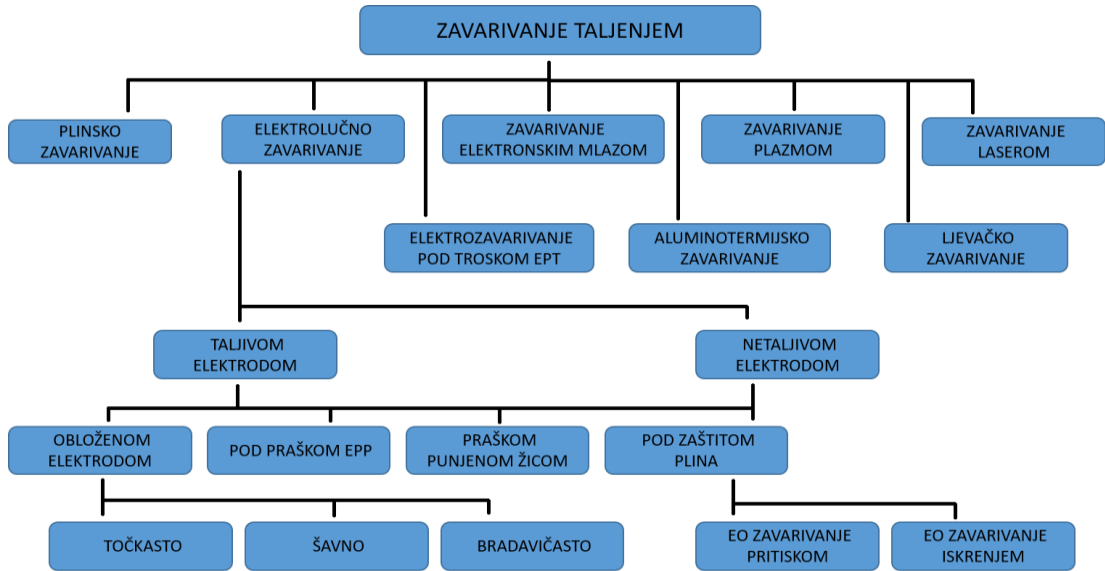 ZAVARIVANJE TALJENJEM
PLINSKO
ZAVARIVANJE
ELEKTROLUČNO
ZAVARIVANJE
ZAVARIVANJE
ELEKTRONSKIM MLAZOM
ZAVARIVANJE
PLAZMOM
ZAVARIVANJE
LASEROM
ELEKTROZAVARIVANJE
POD TROSKOM EPT
ALUMINOTERMIJSKO
ZAVARIVANJE
LJEVAČKO
ZAVARIVANJE
TALJIVOM
ELEKTRODOM
NETALJIVOM
ELEKTRODOM
OBLOŽENOM
ELEKTRODOM
POD PRAŠKOM EPP
PRAŠKOM
PUNJENOM ŽICOM
POD ZAŠTITOM
PLINA
TOČKASTO
ŠAVNO
BRADAVIČASTO
EO ZAVARIVANJE
PRITISKOM
EO ZAVARIVANJE
ISKRENJEM